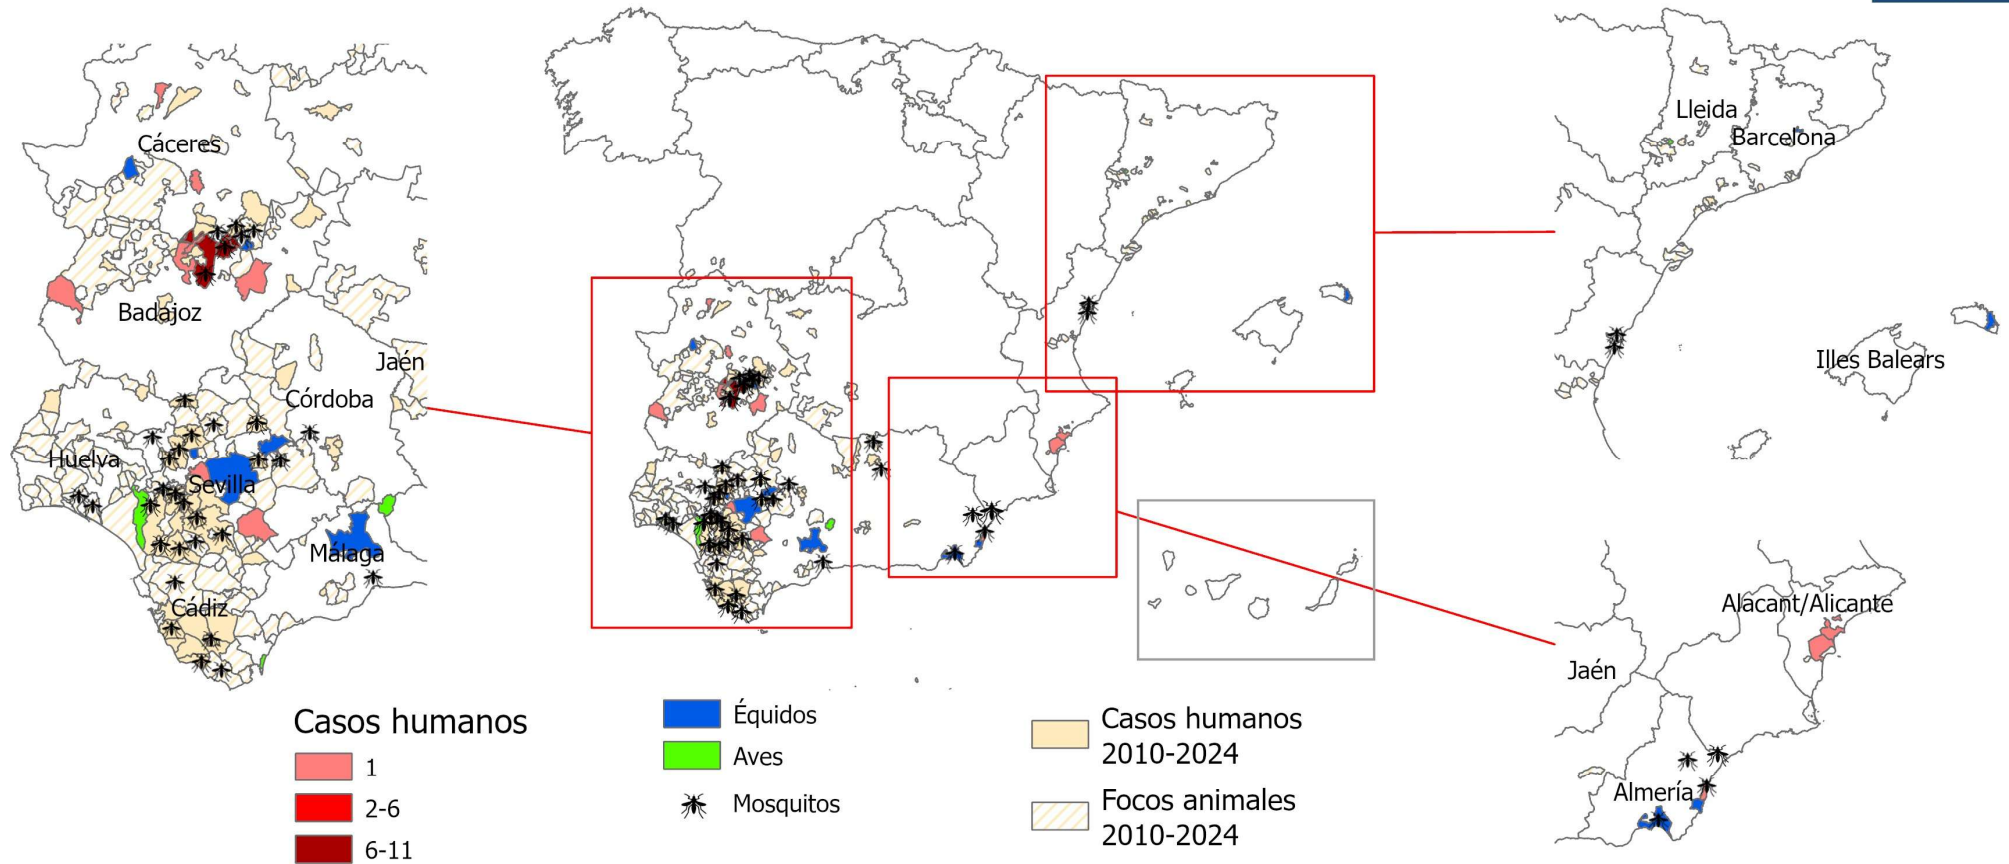 Cáceres
Badajoz
Jaén
Córdoba
Huelva
Sevilla
Málaga
Cádiz
Lleida
Barcelona
Illes Balears
Alacant/Alicante
Jaén
Almería
Casos humanos
1
2-6
6-11
Équidos
Aves
Mosquitos
Casos humanos
2010-2024
Focos animales
2010-2024